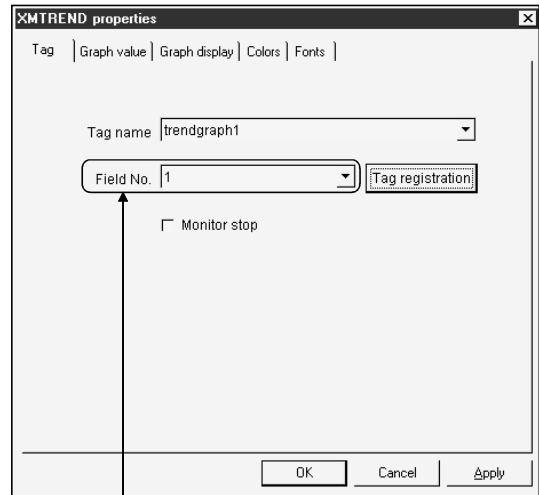 XMTREND properties
Tag Graph value Graph display Colors Fonts
Tag name trendgraph1
Field No. 1 Tag registration
Monitor stop
OK Cancel Apply